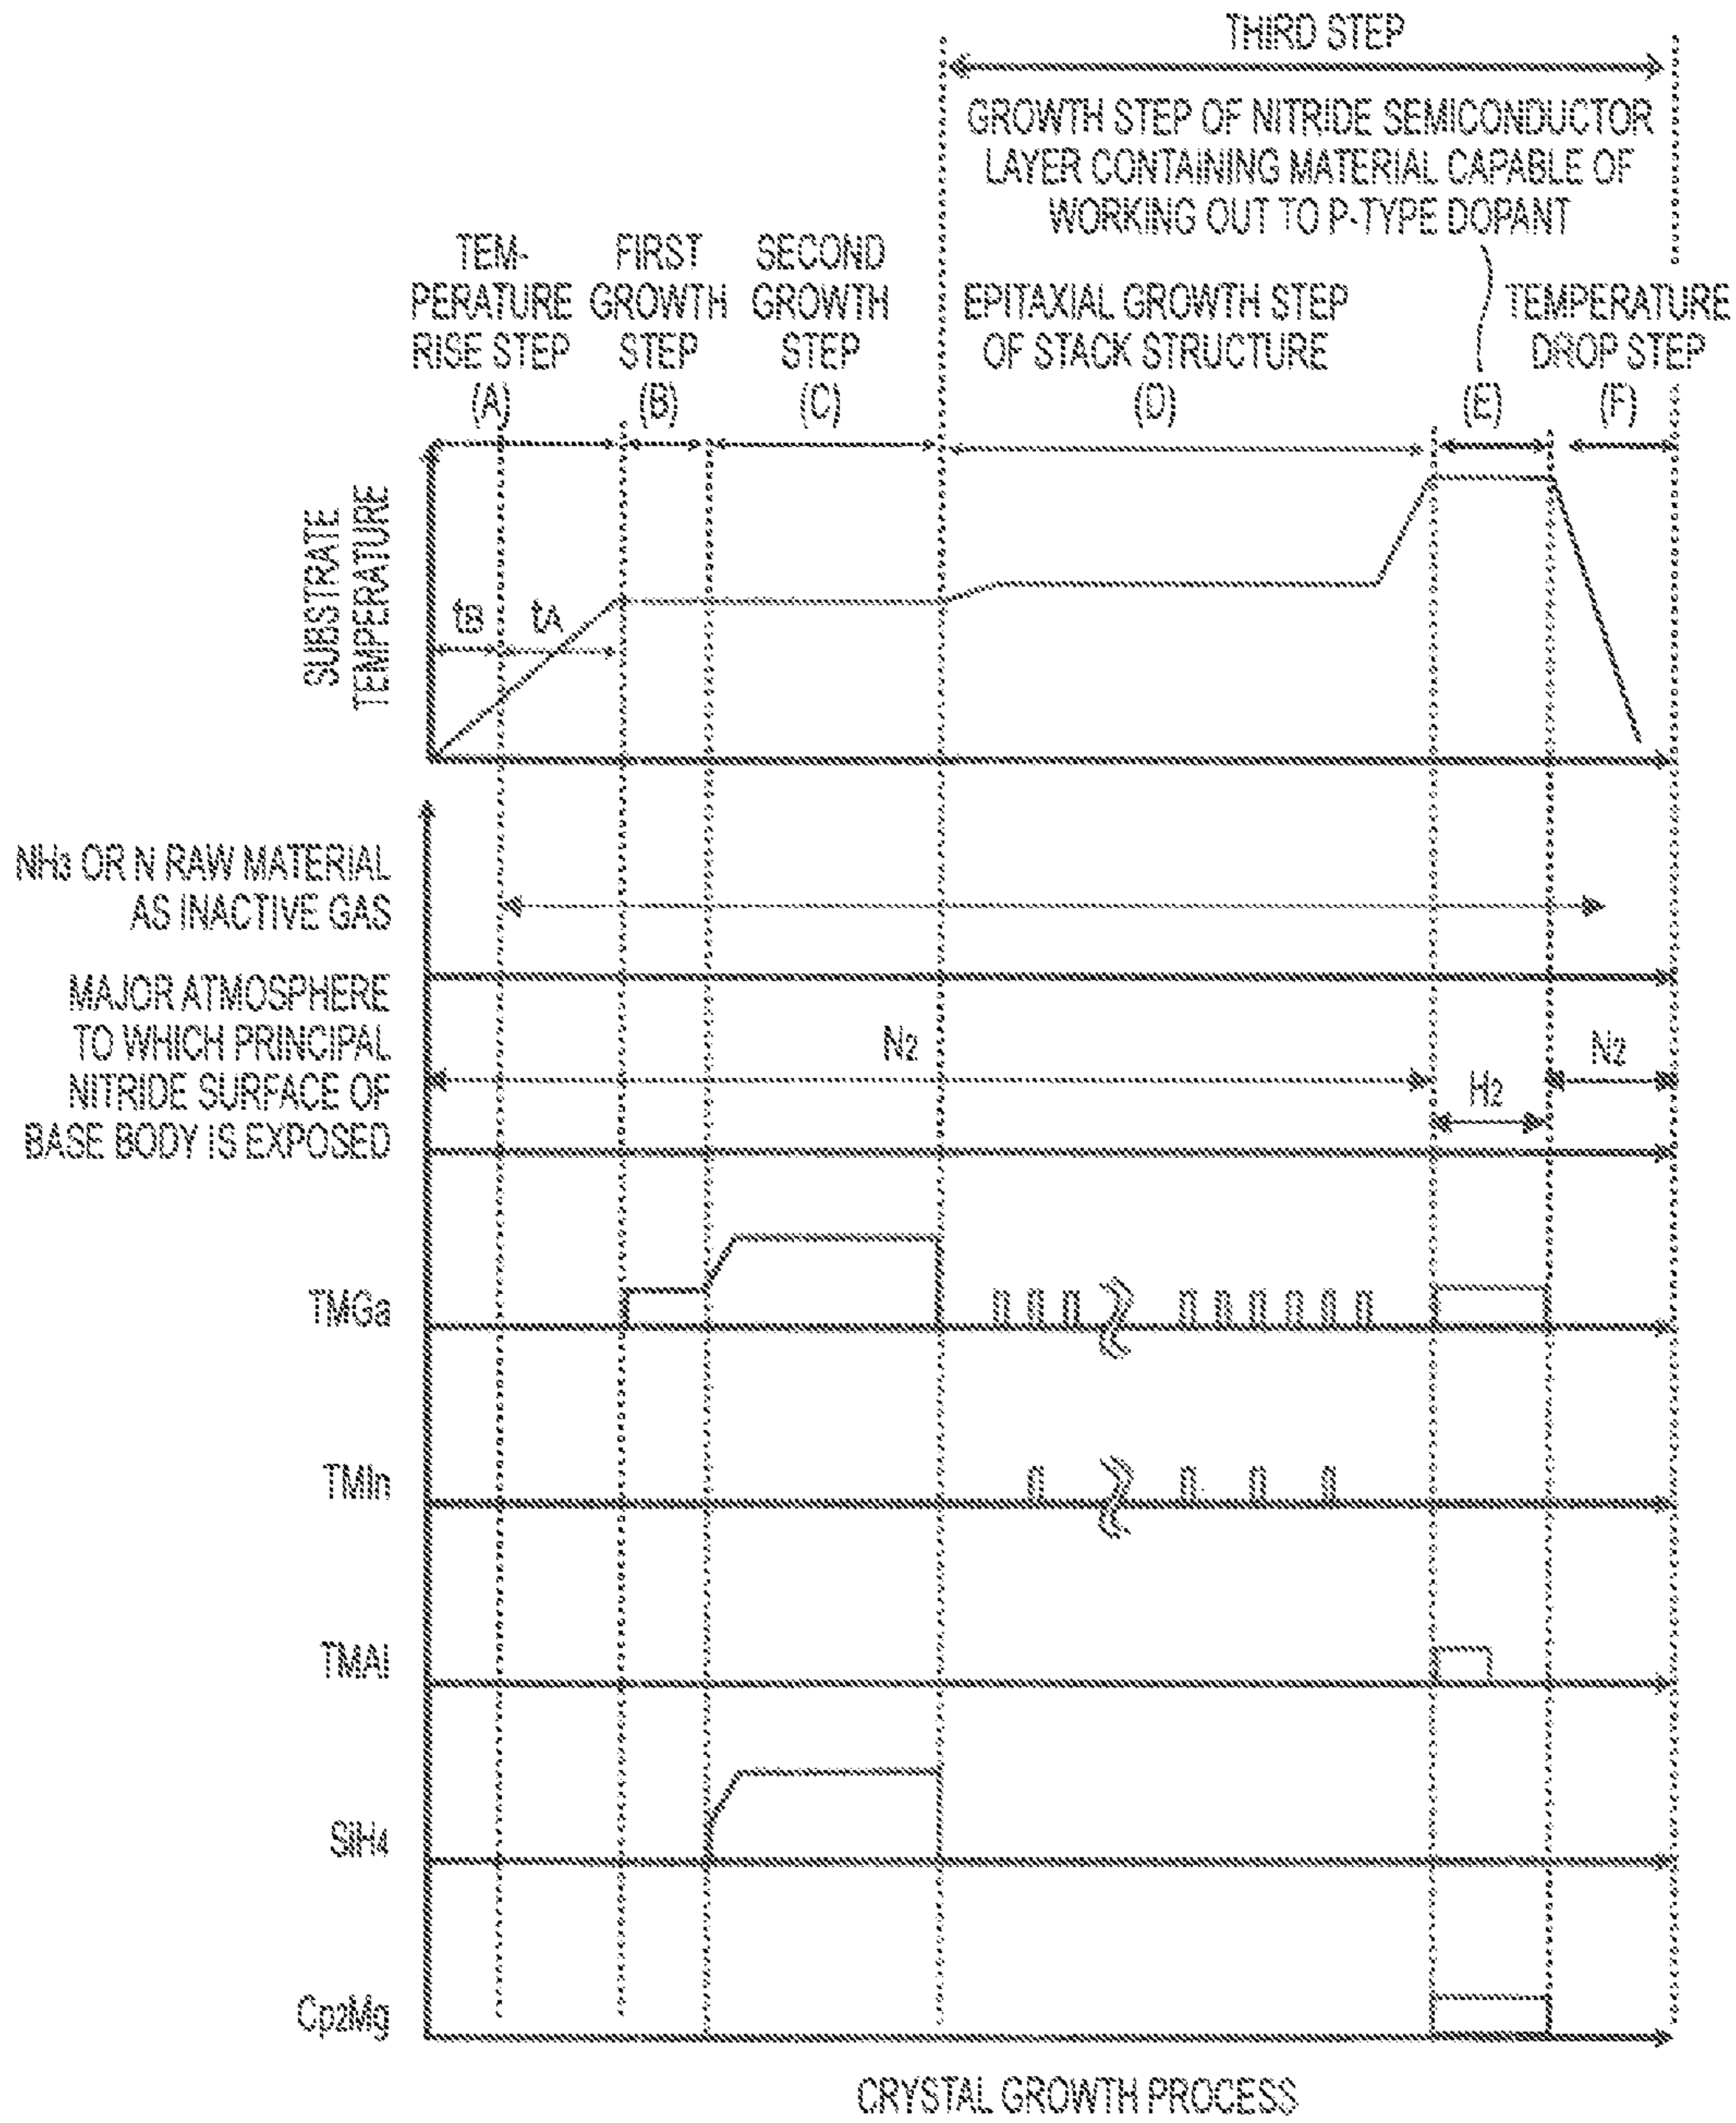 THIRD STEP
GROWTH STEP OF NITRIDE SEMICONDUCTOR
LAYER CONTAINING MATERIAL CAPABLE OF
WORKING OUT TO P-TYPE DOPANT
TEM-
PERATURE
RISE STEP
(A)
FIRST
GROWTH
STEP
(B)
SECOND
GROWTH
STEP
(C)
EPITAXIAL GROWTH STEP
OF STACK STRUCTURE
(D)
(E)
TEMPERATURE
DROP STEP
(F)
SUBSTRATE
TEMPERATURE
tB
tA
NH3 OR N RAW MATERIAL
AS INACTIVE GAS
MAJOR ATMOSPHERE
TO WHICH PRINCIPAL
NITRIDE SURFACE OF
BASE BODY IS EXPOSED
N2
H2
N2
TMGa
TMIn
TMAl
SiH4
Cp2Mg
CRYSTAL GROWTH PROCESS